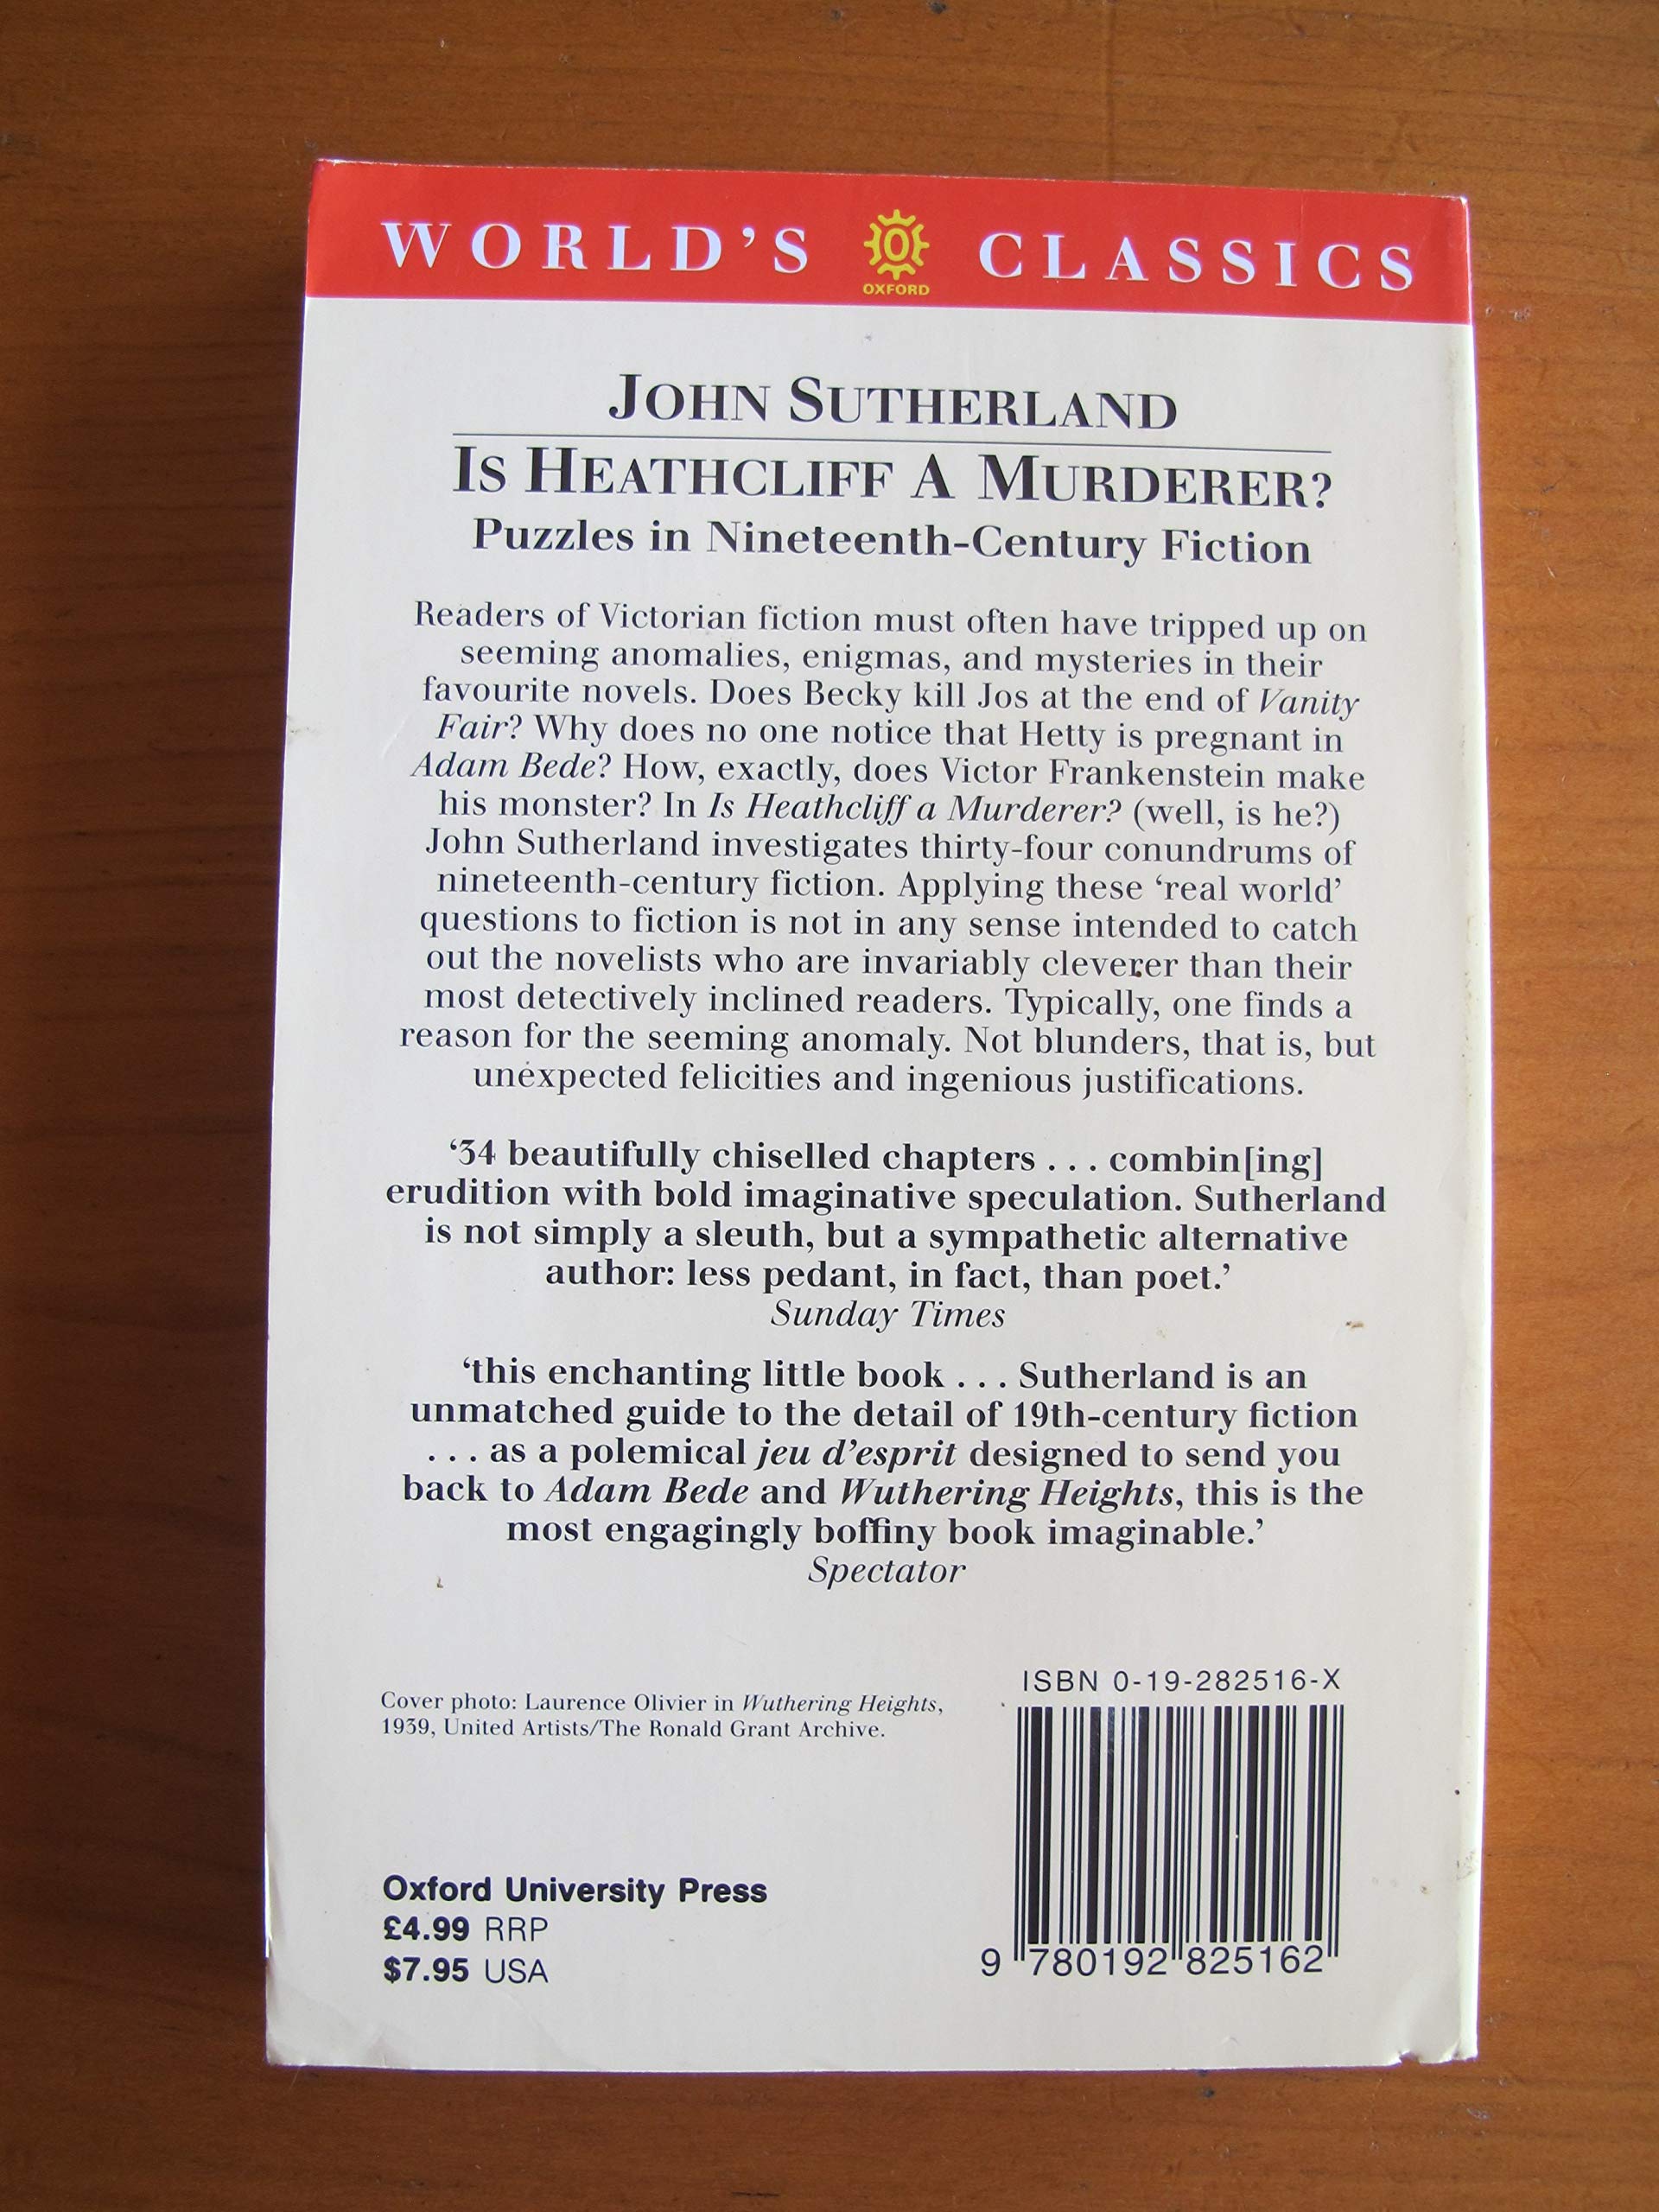 WORLD'S OXFORD CLASSICS
JOHN SUTHERLAND
IS HEATHCLIFF A MURDERER?
Puzzles in Nineteenth-Century Fiction
Readers of Victorian fiction must often have tripped up on
seeming anomalies, enigmas, and mysteries in their
favourite novels. Does Becky kill Jos at the end of Vanity
Fair? Why does no one notice that Hetty is pregnant in
Adam Bede? How, exactly, does Victor Frankenstein make
his monster? In Is Heathcliff a Murderer? (well, is he?)
John Sutherland investigates thirty-four conundrums of
nineteenth-century fiction. Applying these ‘real world’
questions to fiction is not in any sense intended to catch
out the novelists who are invariably cleverer than their
most detectively inclined readers. Typically, one finds a
reason for the seeming anomaly. Not blunders, that is, but
unexpected felicities and ingenious justifications.
‘34 beautifully chiselled chapters . . . combin[ing]
erudition with bold imaginative speculation. Sutherland
is not simply a sleuth, but a sympathetic alternative
author: less pedant, in fact, than poet.’
Sunday Times
‘this enchanting little book . . . Sutherland is an
unmatched guide to the detail of 19th-century fiction
. . . as a polemical jeu d’esprit designed to send you
back to Adam Bede and Wuthering Heights, this is the
most engagingly boffiny book imaginable.’
Spectator
ISBN 0-19-282516-X
Cover photo: Laurence Olivier in Wuthering Heights,
1939, United Artists/The Ronald Grant Archive.
Oxford University Press
£4.99 RRP
$7.95 USA
9 780192 825162